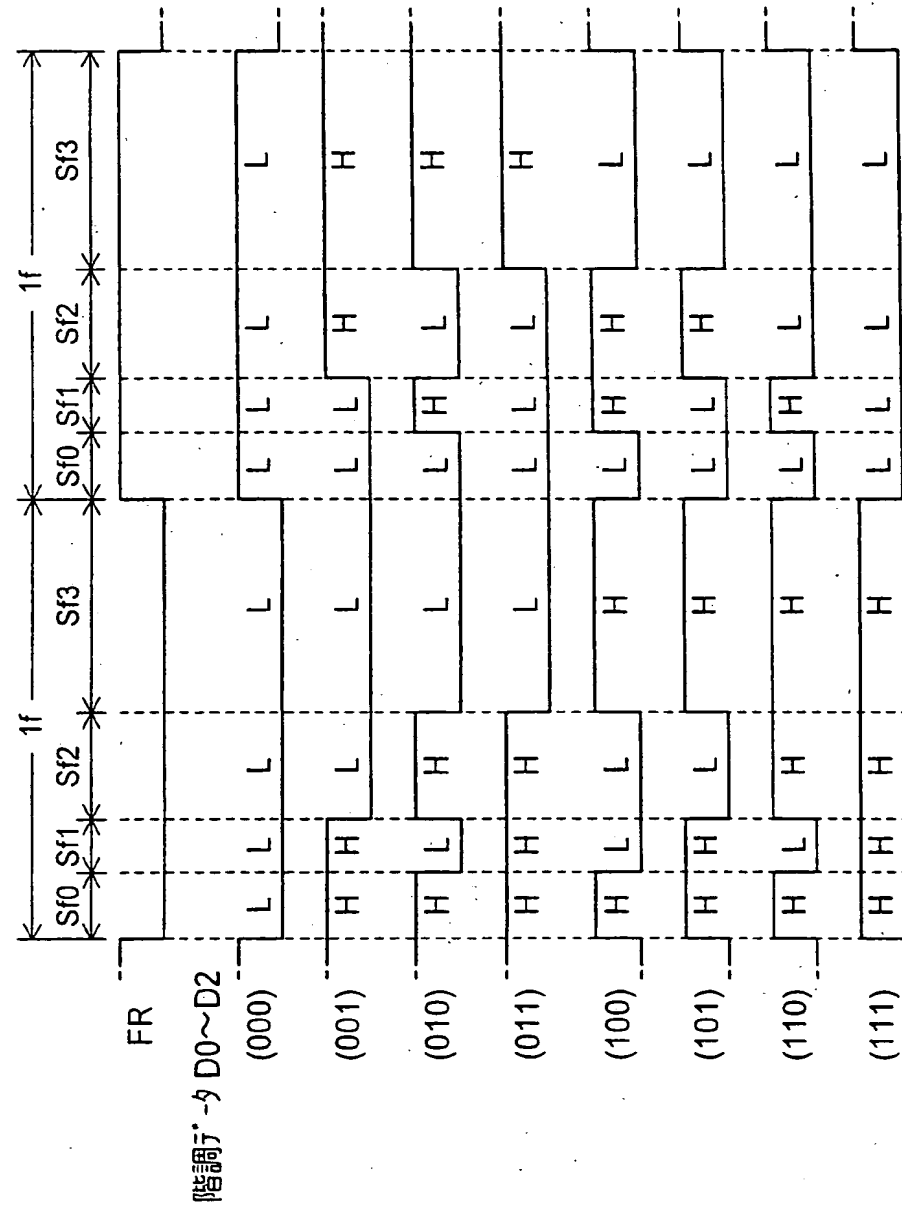 1f 1f
Sf0 Sf1 Sf2 Sf3 Sf0 Sf1 Sf2 Sf3
FR
階調ﾃﾞｰﾀ D0～D2
(000) L L L L L L L L
(001) H H L L L L H H
(010) H L H L L H L H
(011) H H H L L L L H
(100) H L L H L H H L
(101) H H L H L L H L
(110) H L H H L H L L
(111) H H H H L L L L